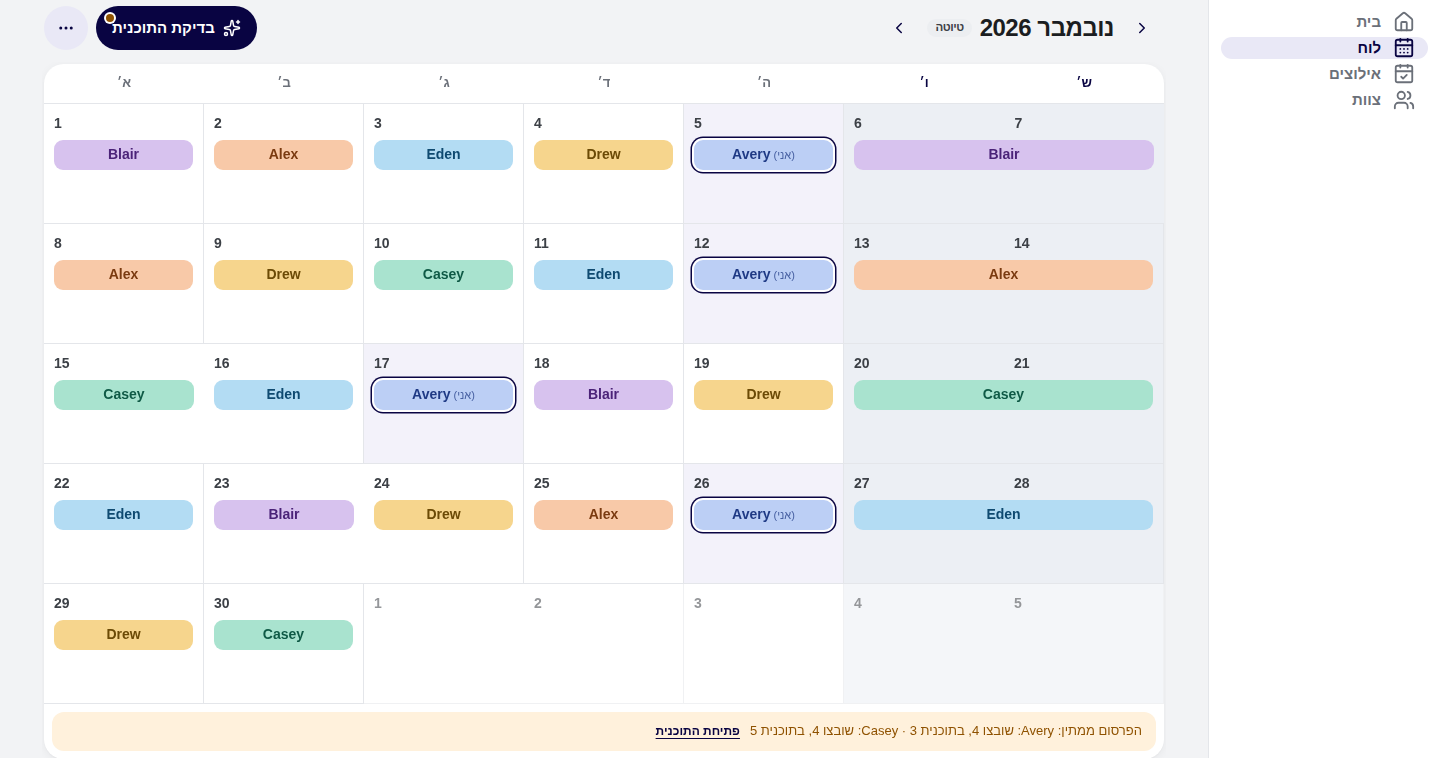 בית
לוח
אילוצים
צוות
נובמבר 2026
טיוטה
בדיקת התוכנית
א׳ ב׳ ג׳ ד׳ ה׳ ו׳ ש׳
1 2 3 4 5 6 7
Blair Alex Eden Drew Avery (אני) Blair
8 9 10 11 12 13 14
Alex Drew Casey Eden Avery (אני) Alex
15 16 17 18 19 20 21
Casey Eden Avery (אני) Blair Drew Casey
22 23 24 25 26 27 28
Eden Blair Drew Alex Avery (אני) Eden
29 30 1 2 3 4 5
Drew Casey
הפרסום ממתין: Avery: שובצו 4, בתוכנית 3 · Casey: שובצו 4, בתוכנית 5 פתיחת התוכנית